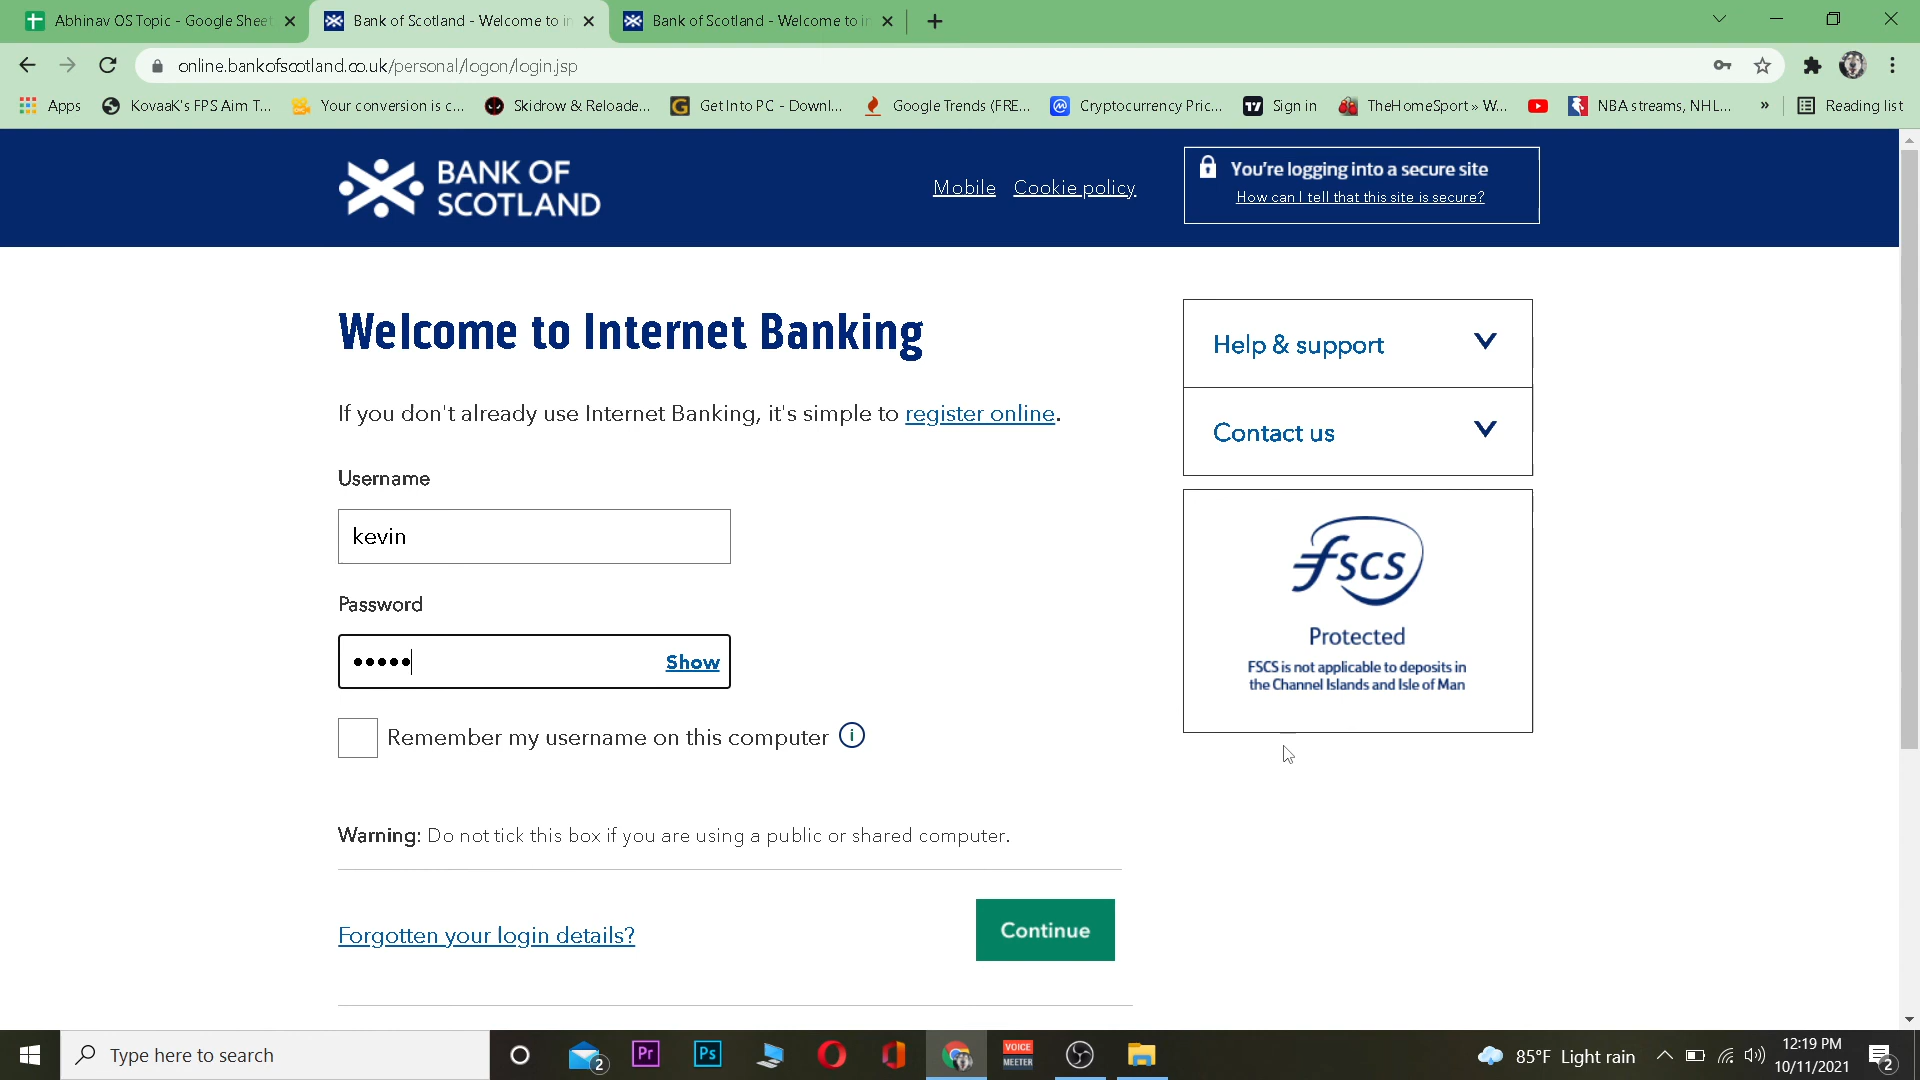 Abhinav OS Topic - Google Sheet
Bank of Scotland - Welcome to in
Bank of Scotland - Welcome to in
online.bankofscotland.co.uk/personal/logon/login.jsp
Apps
KovaaK's FPS Aim T...
Your conversion is c...
Skidrow & Reloade...
Get Into PC - Downl...
Google Trends (FRE...
Cryptocurrency Pric...
Sign in
TheHomeSport » W...
NBA streams, NHL...
»
Reading list
BANK OF
SCOTLAND
Mobile
Cookie policy
You're logging into a secure site
How can I tell that this site is secure?
Welcome to Internet Banking
If you don't already use Internet Banking, it's simple to register online.
Username
kevin
Password
•••••
Show
Remember my username on this computer
i
Warning: Do not tick this box if you are using a public or shared computer.
Forgotten your login details?
Continue
Help & support
Contact us
fscs
Protected
FSCS is not applicable to deposits in
the Channel Islands and Isle of Man
Type here to search
2
Pr
Ps
VOICE
MEETER
85°F Light rain
12:19 PM
10/11/2021
2